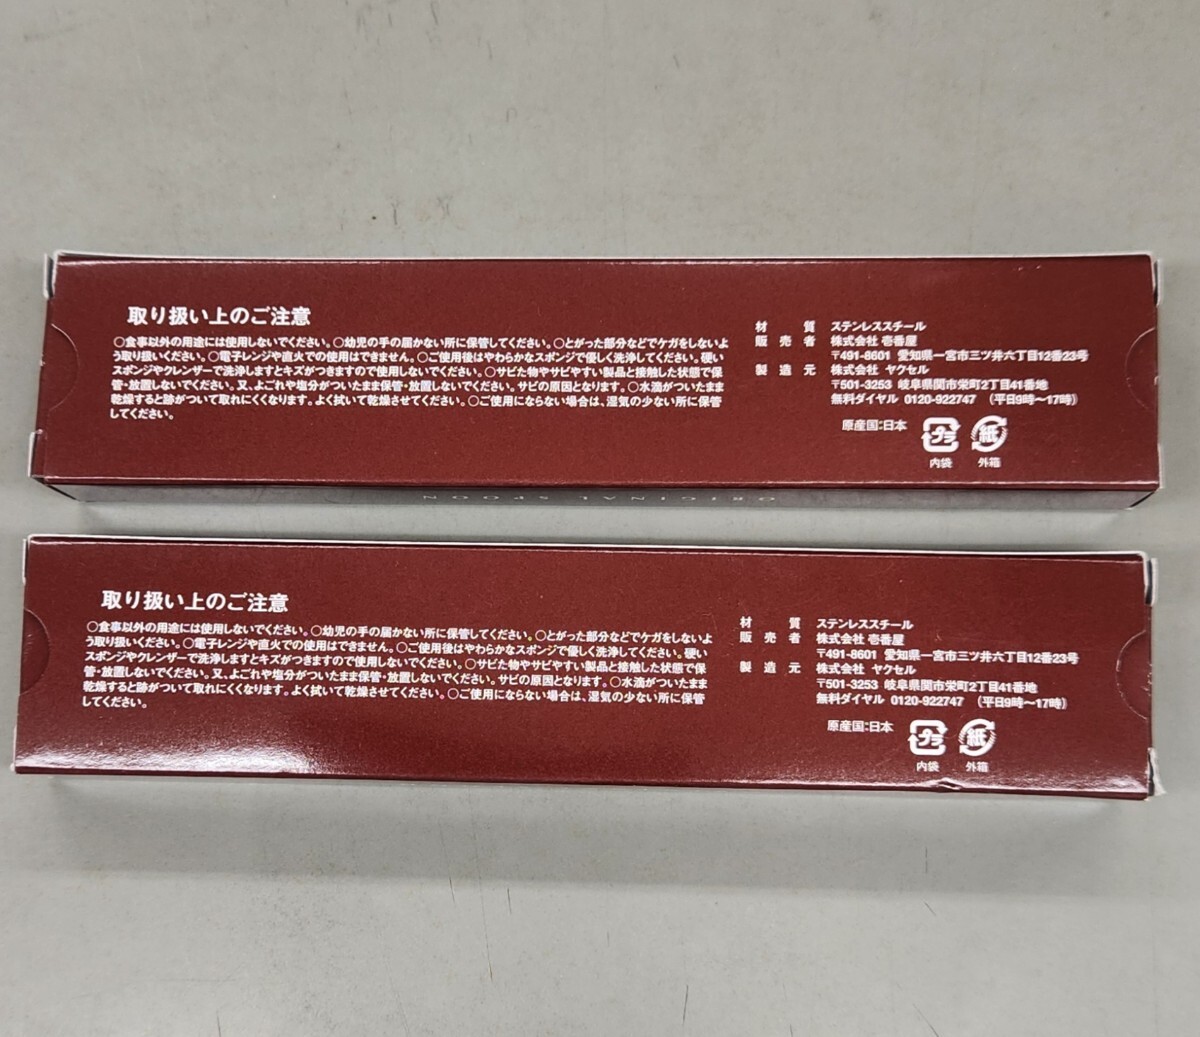 取り扱い上のご注意
○食事以外の用途には使用しないでください。○幼児の手の届かない所に保管してください。○とがった部分などでケガをしないよ
う取り扱いください。○電子レンジや直火での使用はできません。○ご使用後はやわらかなスポンジで優しく洗浄してください。硬い
スポンジやクレンザーで洗浄しますとキズがつきますので使用しないでください。○サビた物やサビやすい製品と接触した状態で保
管・放置しないでください。又、よごれや塩分がついたまま保管・放置しないでください。サビの原因となります。○水滴がついたまま
乾燥すると跡がついて取れにくくなります。よく拭いて乾燥させてください。○ご使用にならない場合は、湿気の少ない所に保管
してください。
材質 ステンレススチール
販売者 株式会社 壱番屋
〒491-8601 愛知県一宮市三ツ井六丁目12番23号
製造元 株式会社 ヤクセル
〒501-3253 岐阜県関市栄町2丁目41番地
無料ダイヤル 0120-922747 （平日9時〜17時）
原産国:日本
プラ
紙
内袋
外箱
ORIGINAL SPOON
取り扱い上のご注意
○食事以外の用途には使用しないでください。○幼児の手の届かない所に保管してください。○とがった部分などでケガをしないよ
う取り扱いください。○電子レンジや直火での使用はできません。○ご使用後はやわらかなスポンジで優しく洗浄してください。硬い
スポンジやクレンザーで洗浄しますとキズがつきますので使用しないでください。○サビた物やサビやすい製品と接触した状態で保
管・放置しないでください。又、よごれや塩分がついたまま保管・放置しないでください。サビの原因となります。○水滴がついたまま
乾燥すると跡がついて取れにくくなります。よく拭いて乾燥させてください。○ご使用にならない場合は、湿気の少ない所に保管
してください。
材質 ステンレススチール
販売者 株式会社 壱番屋
〒491-8601 愛知県一宮市三ツ井六丁目12番23号
製造元 株式会社 ヤクセル
〒501-3253 岐阜県関市栄町2丁目41番地
無料ダイヤル 0120-922747 （平日9時〜17時）
原産国:日本
プラ
紙
内袋
外箱